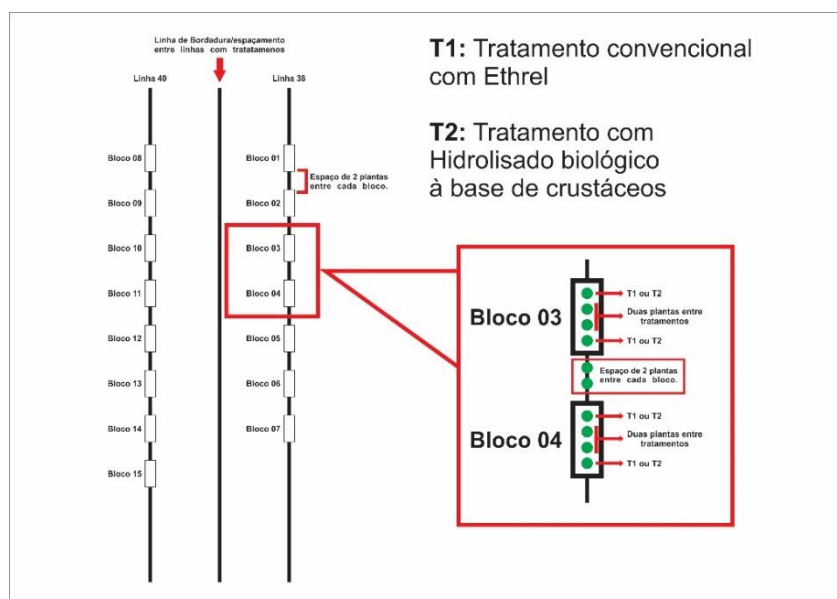 Linha de Bordadura/espaçamento
entre linhas com tratatamenos
Linha 40
Linha 38
Bloco 08
Bloco 09
Bloco 10
Bloco 11
Bloco 12
Bloco 13
Bloco 14
Bloco 15
Bloco 01
Espaço de 2 plantas
entre cada bloco.
Bloco 02
Bloco 03
Bloco 04
Bloco 05
Bloco 06
Bloco 07
T1: Tratamento convencional
com Ethrel
T2: Tratamento com
Hidrolisado biológico
à base de crustáceos
Bloco 03
T1 ou T2
Duas plantas entre
tratamentos
T1 ou T2
Espaço de 2 plantas
entre cada bloco.
Bloco 04
T1 ou T2
Duas plantas entre
tratamentos
T1 ou T2